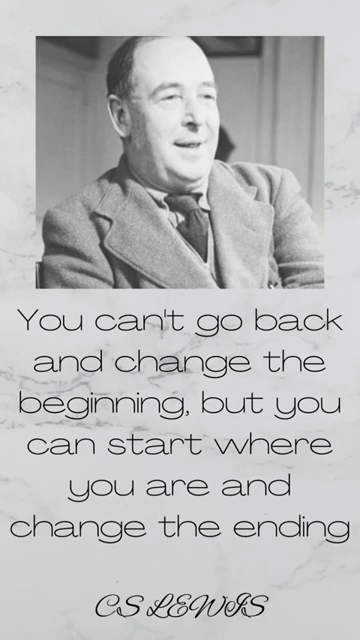 You can't go back
and change the
beginning, but you
can start where
you are and
change the ending
CS LEWIS